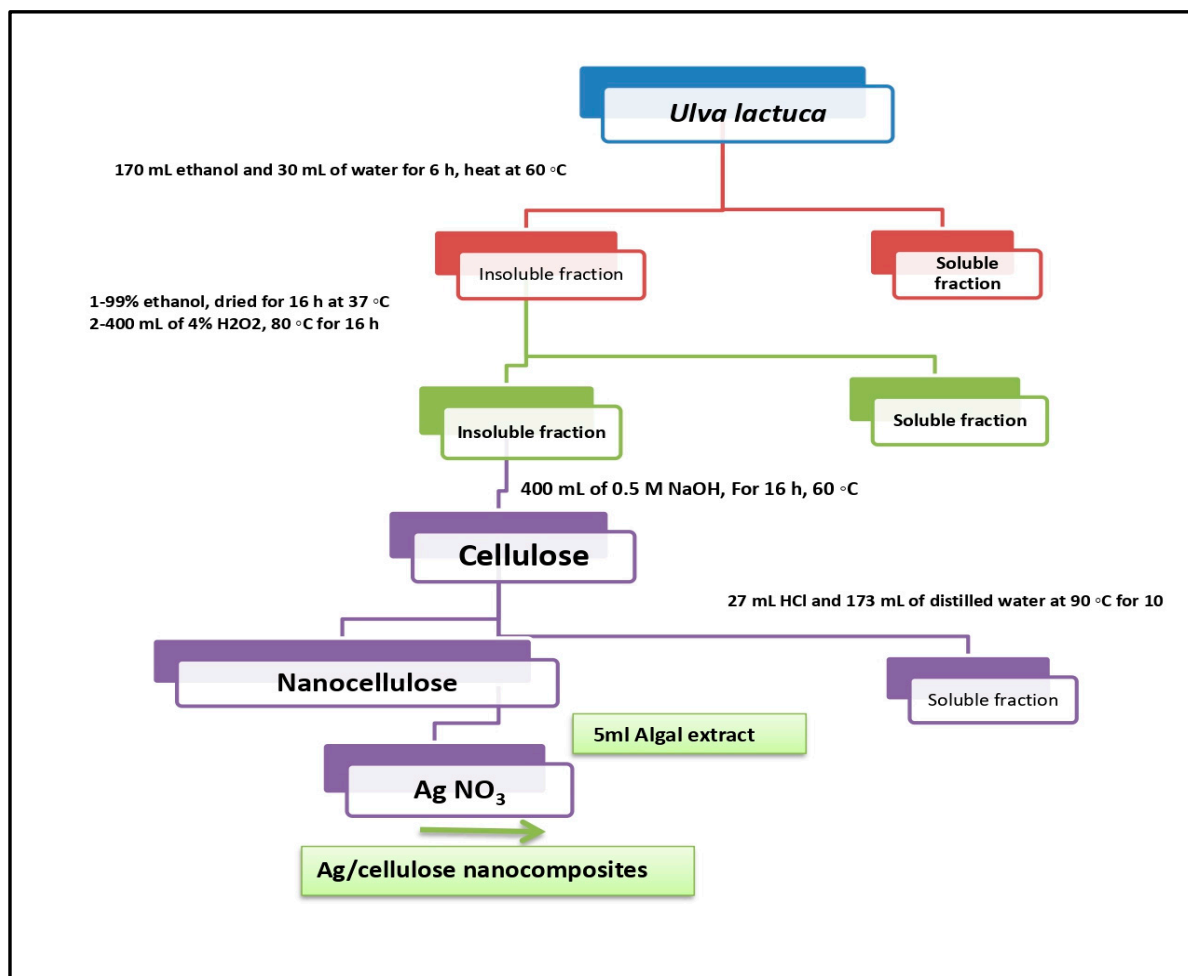 Ulva lactuca
170 mL ethanol and 30 mL of water for 6 h, heat at 60 ◦C
Insoluble fraction
Soluble
fraction
1-99% ethanol, dried for 16 h at 37 ◦C
2-400 mL of 4% H2O2, 80 ◦C for 16 h
Insoluble fraction
Soluble fraction
400 mL of 0.5 M NaOH, For 16 h, 60 ◦C
Cellulose
27 mL HCl and 173 mL of distilled water at 90 ◦C for 10
Nanocellulose
Soluble fraction
5ml Algal extract
Ag NO₃
Ag/cellulose nanocomposites